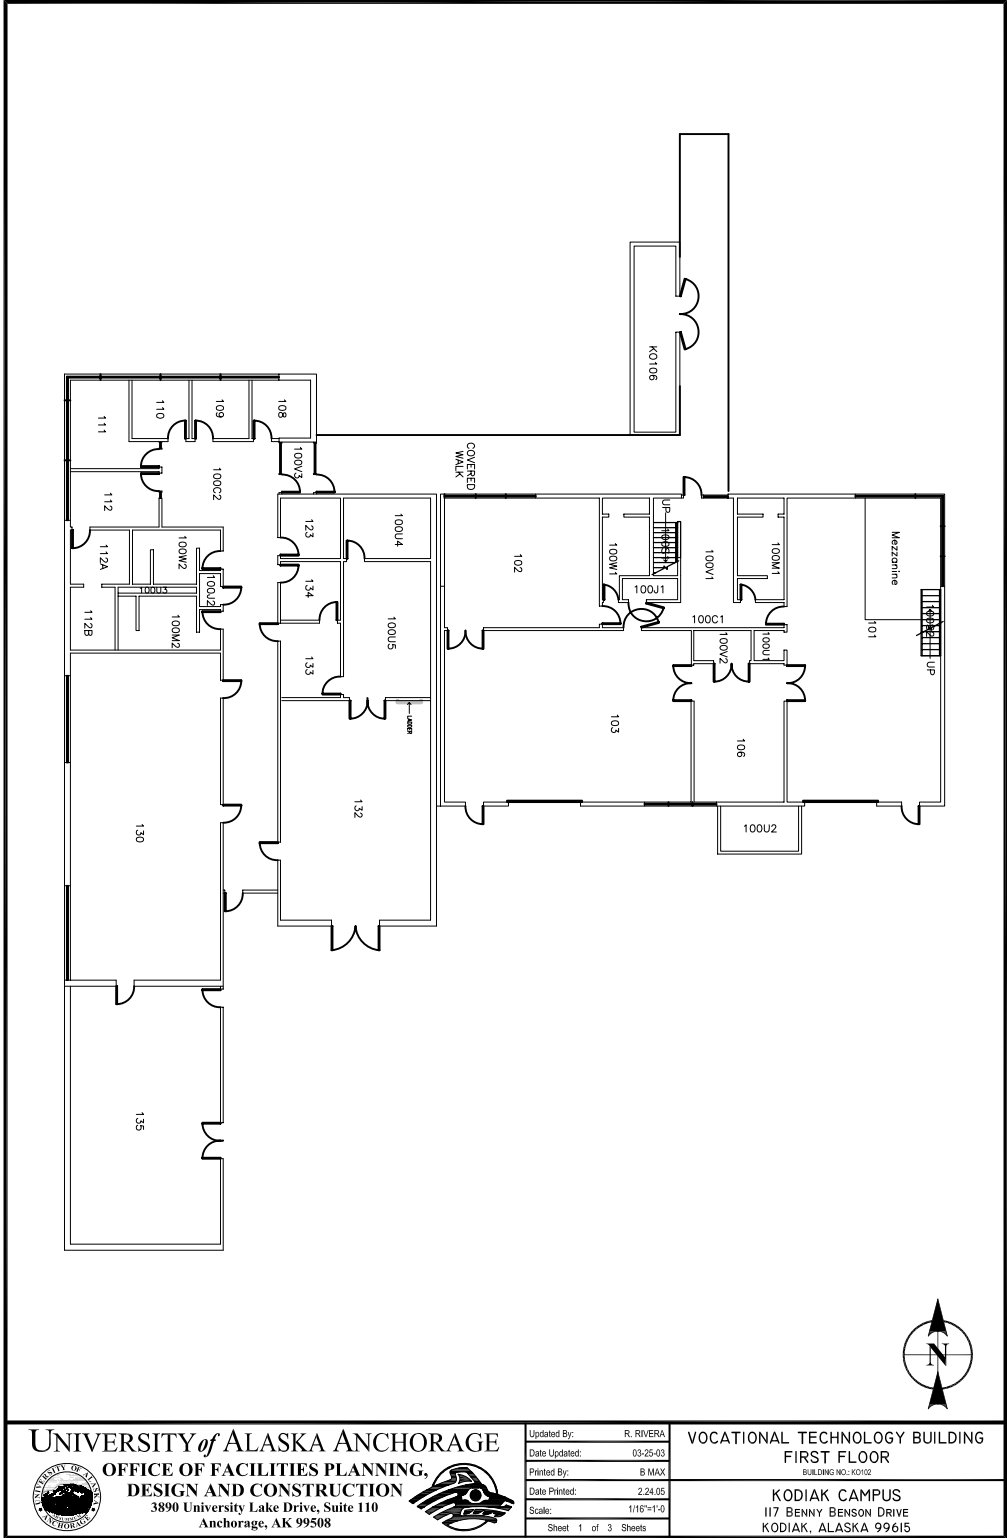 K0106
COVERED
WALK
111
110
109
108
100V3
100C2
112
112A
100W2
100J2
100U3
112B
100M2
123
100U4
134
100U5
133
LADDER
132
130
135
UP
102
100W1
100J1
100V1
100M1
100C1
100V2
100U1
Mezzanine
101
UP
103
106
100U2
N
UNIVERSITY of ALASKA ANCHORAGE
OFFICE OF FACILITIES PLANNING,
DESIGN AND CONSTRUCTION
3890 University Lake Drive, Suite 110
Anchorage, AK 99508
UNIVERSITY OF ALASKA
ANCHORAGE
Updated By: R. RIVERA
Date Updated: 03-25-03
Printed By: B MAX
Date Printed: 2.24.05
Scale: 1/16"=1'-0
Sheet 1 of 3 Sheets
VOCATIONAL TECHNOLOGY BUILDING
FIRST FLOOR
BUILDING NO.: KO102
KODIAK CAMPUS
117 BENNY BENSON DRIVE
KODIAK, ALASKA 99615